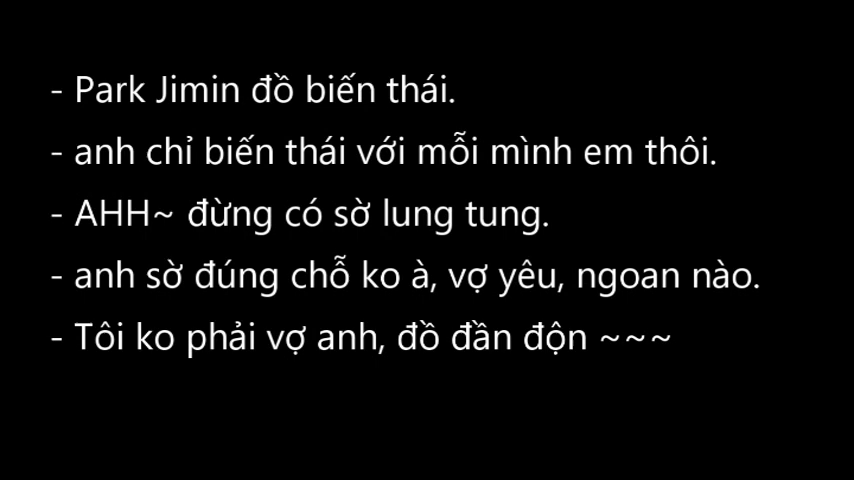 - Park Jimin đồ biến thái.
- anh chỉ biến thái với mỗi mình em thôi.
- AHH~ đừng có sờ lung tung.
- anh sờ đúng chỗ ko à, vợ yêu, ngoan nào.
- Tôi ko phải vợ anh, đồ đần độn ~~~